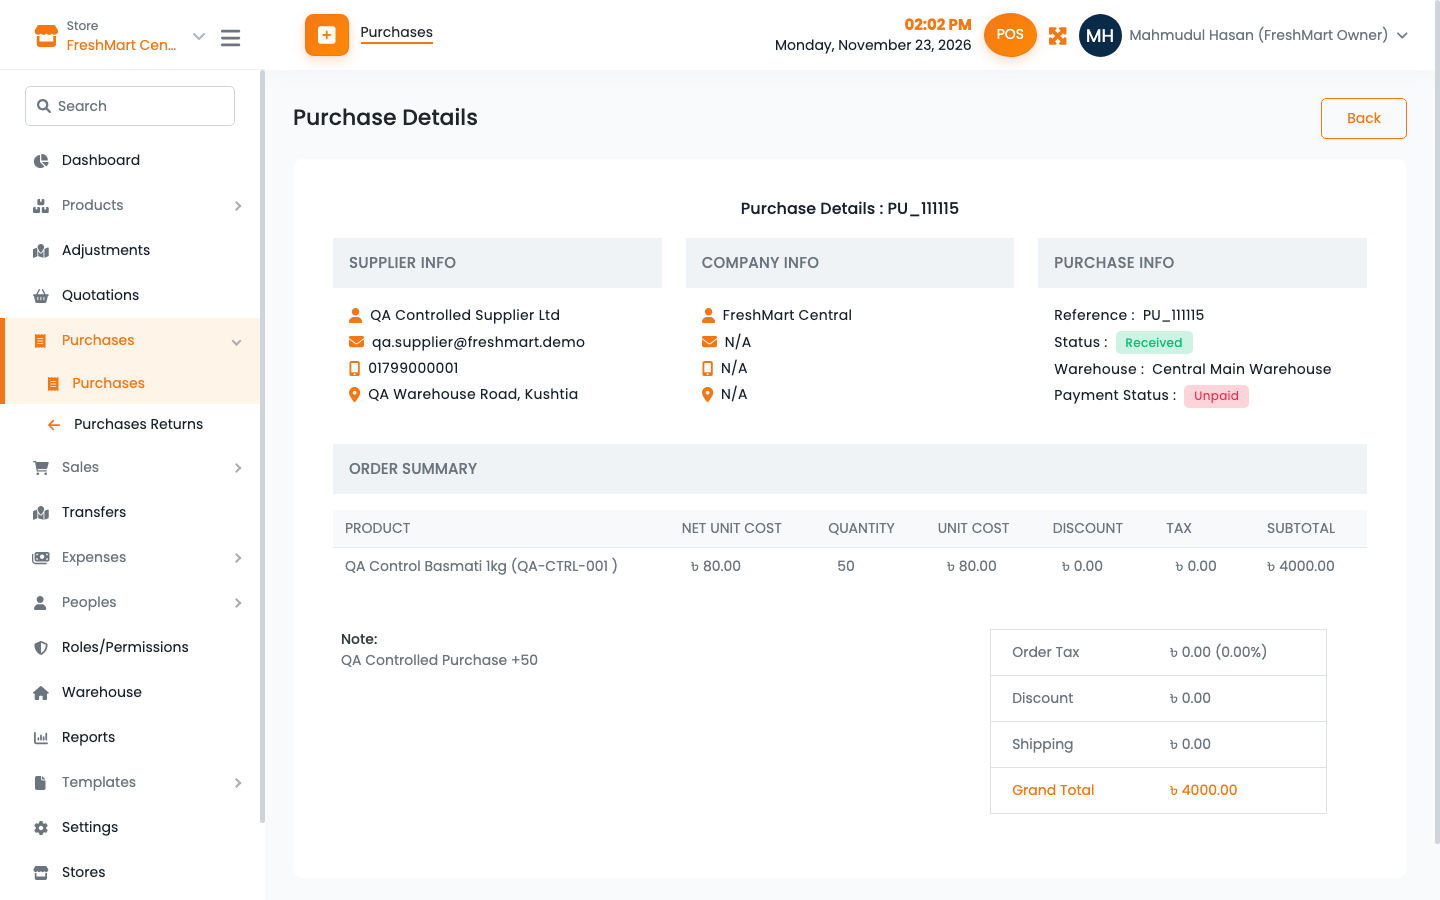 Store
FreshMart Cen...
Purchases
02:02 PM
Monday, November 23, 2026
POS
MH
Mahmudul Hasan (FreshMart Owner)
Search
Dashboard
Products
Adjustments
Quotations
Purchases
Purchases
Purchases Returns
Sales
Transfers
Expenses
Peoples
Roles/Permissions
Warehouse
Reports
Templates
Settings
Stores
Purchase Details
Back
Purchase Details : PU_111115
SUPPLIER INFO
QA Controlled Supplier Ltd
qa.supplier@freshmart.demo
01799000001
QA Warehouse Road, Kushtia
COMPANY INFO
FreshMart Central
N/A
N/A
N/A
PURCHASE INFO
Reference : PU_111115
Status : Received
Warehouse : Central Main Warehouse
Payment Status : Unpaid
ORDER SUMMARY
PRODUCT NET UNIT COST QUANTITY UNIT COST DISCOUNT TAX SUBTOTAL
QA Control Basmati 1kg (QA-CTRL-001 ) ৳ 80.00 50 ৳ 80.00 ৳ 0.00 ৳ 0.00 ৳ 4000.00
Note:
QA Controlled Purchase +50
Order Tax ৳ 0.00 (0.00%)
Discount ৳ 0.00
Shipping ৳ 0.00
Grand Total ৳ 4000.00